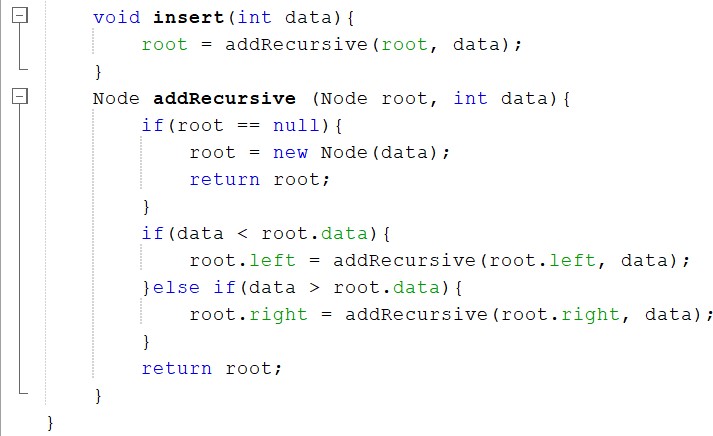 void insert(int data){
root = addRecursive(root, data);
}
Node addRecursive (Node root, int data){
if(root == null){
root = new Node(data);
return root;
}
if(data < root.data){
root.left = addRecursive(root.left, data);
}else if(data > root.data){
root.right = addRecursive(root.right, data);
}
return root;
}
}